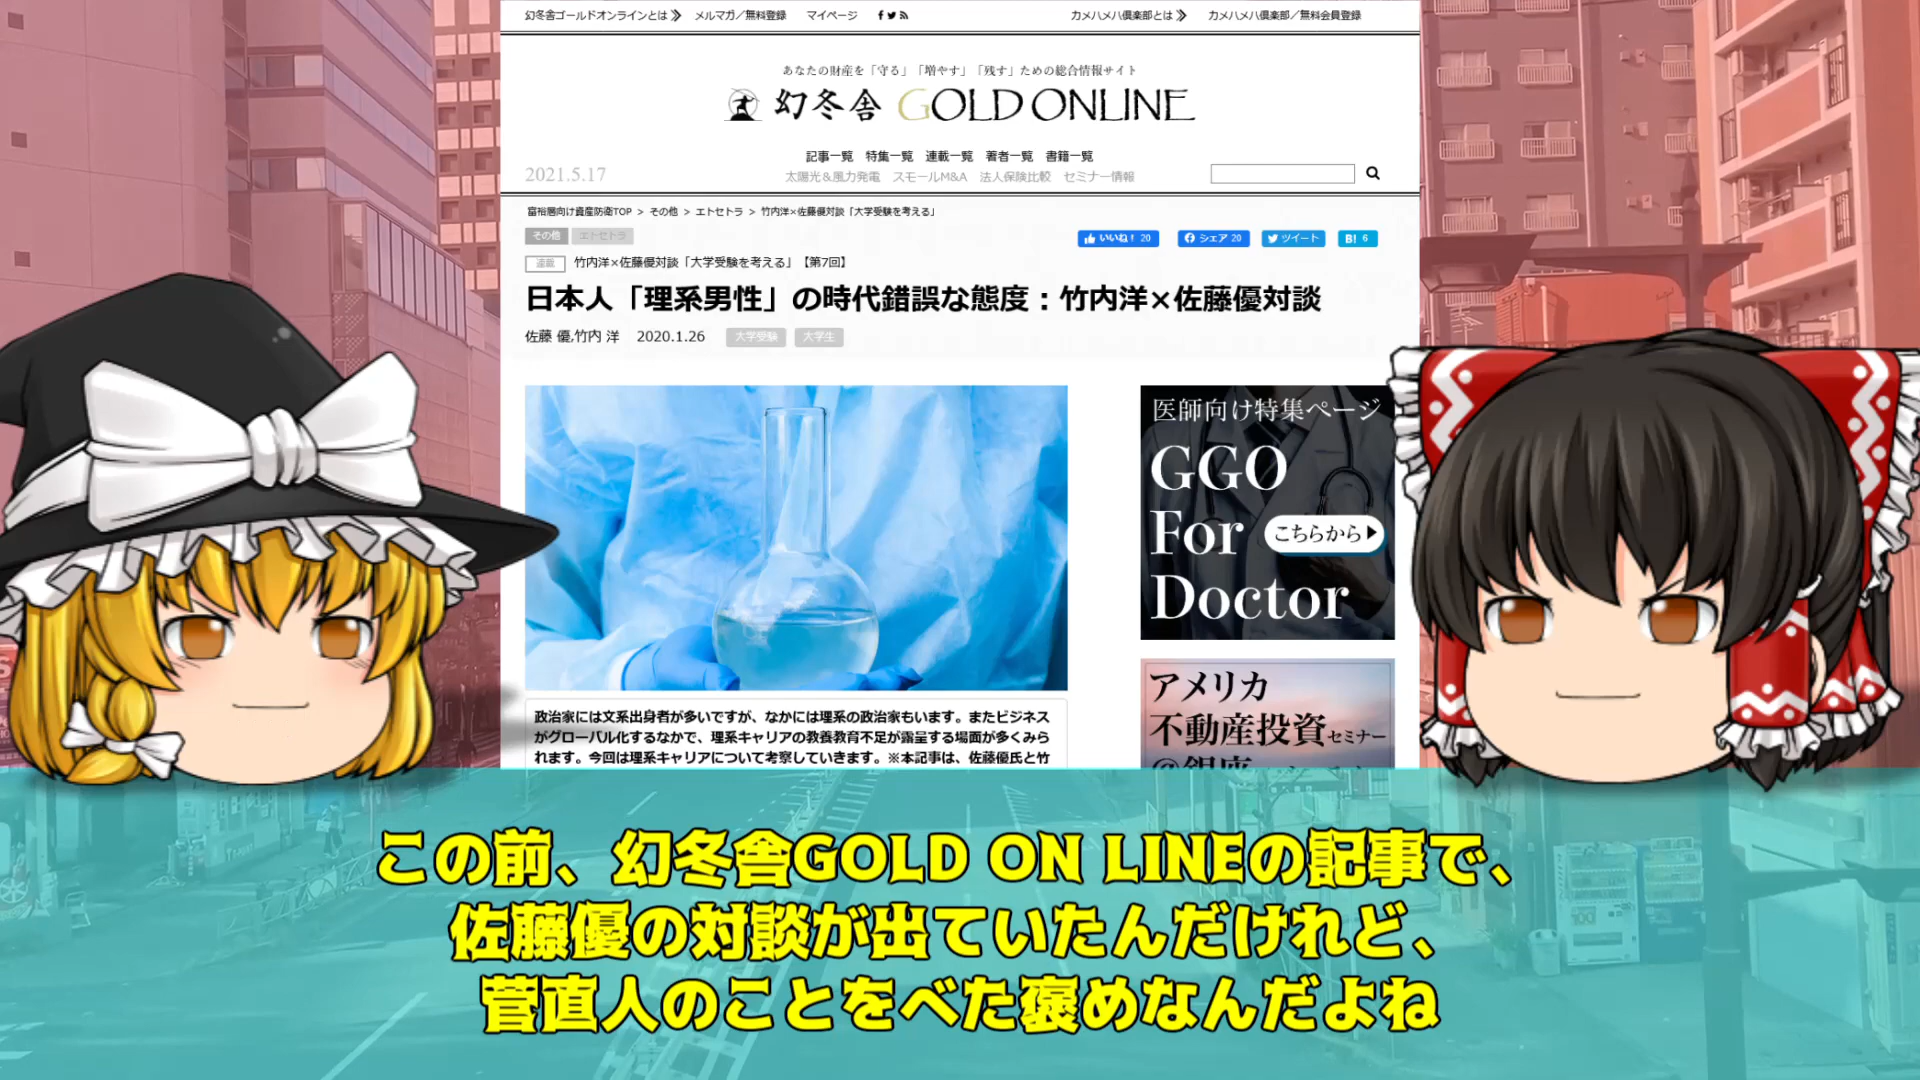 幻冬舎ゴールドオンラインとは
メルマガ／無料登録
マイページ
カメハメハ倶楽部とは
カメハメハ倶楽部／無料会員登録
あなたの財産を「守る」「増やす」「残す」ための総合情報サイト
幻冬舎 GOLD ONLINE
記事一覧 特集一覧 連載一覧 著者一覧 書籍一覧
2021.5.17
太陽光＆風力発電 スモールM&A 法人保険比較 セミナー情報
富裕層向け資産防衛TOP > その他 > エトセトラ > 竹内洋×佐藤優対談「大学受験を考える」
その他 エトセトラ
いいね！ 20 シェア 20 ツイート B! 6
連載 竹内洋×佐藤優対談「大学受験を考える」【第7回】
日本人「理系男性」の時代錯誤な態度：竹内洋×佐藤優対談
佐藤 優,竹内 洋 2020.1.26 大学受験 大学生
医師向け特集ページ
GGO
For
こちらから
Doctor
アメリカ
不動産投資セミナー
政治家には文系出身者が多いですが、なかには理系の政治家もいます。またビジネス
がグローバル化するなかで、理系キャリアの教養教育不足が露呈する場面が多くみら
れます。今回は理系キャリアについて考察していきます。※本記事は、佐藤優氏と竹
この前、幻冬舎GOLD ON LINEの記事で、
佐藤優の対談が出ていたんだけれど、
菅直人のことをべた褒めなんだよね